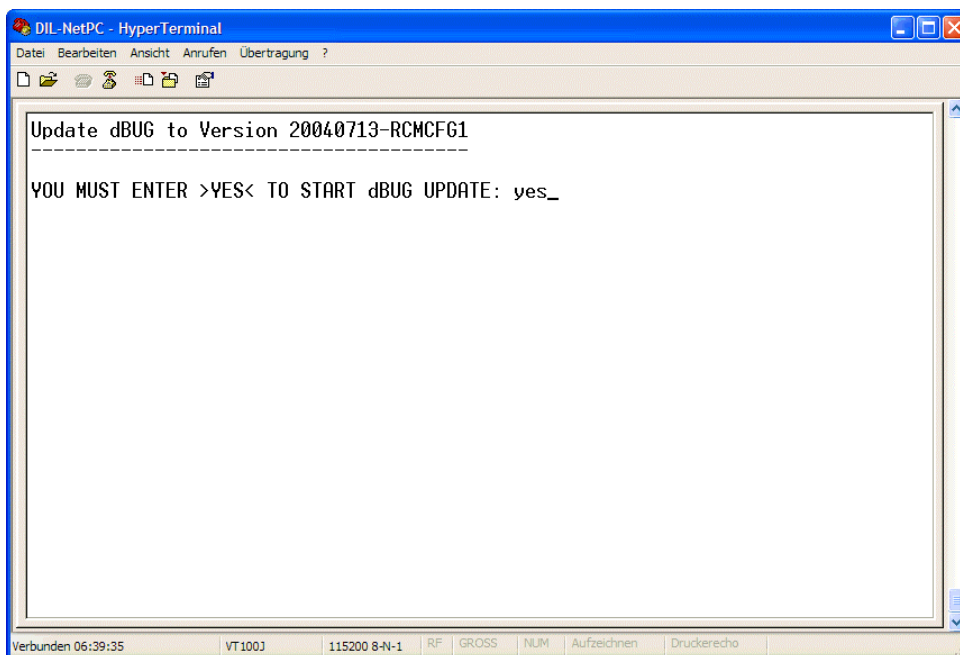 DIL-NetPC - HyperTerminal
Datei Bearbeiten Ansicht Anrufen Übertragung ?
Update dBUG to Version 20040713-RCMCFG1
---------------------------------------
YOU MUST ENTER >YES< TO START dBUG UPDATE: yes_
Verbunden 06:39:35 VT100J 115200 8-N-1 RF GROSS NUM Aufzeichnen Druckerecho